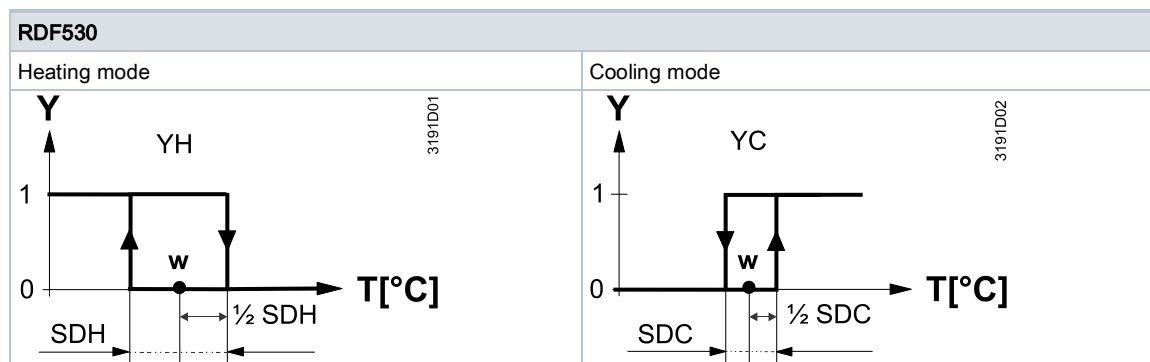 RDF530
Heating mode
Cooling mode
Y
YH
3191D01
1
w
0
T[°C]
½ SDH
SDH
Y
YC
3191D02
1
w
0
T[°C]
½ SDC
SDC